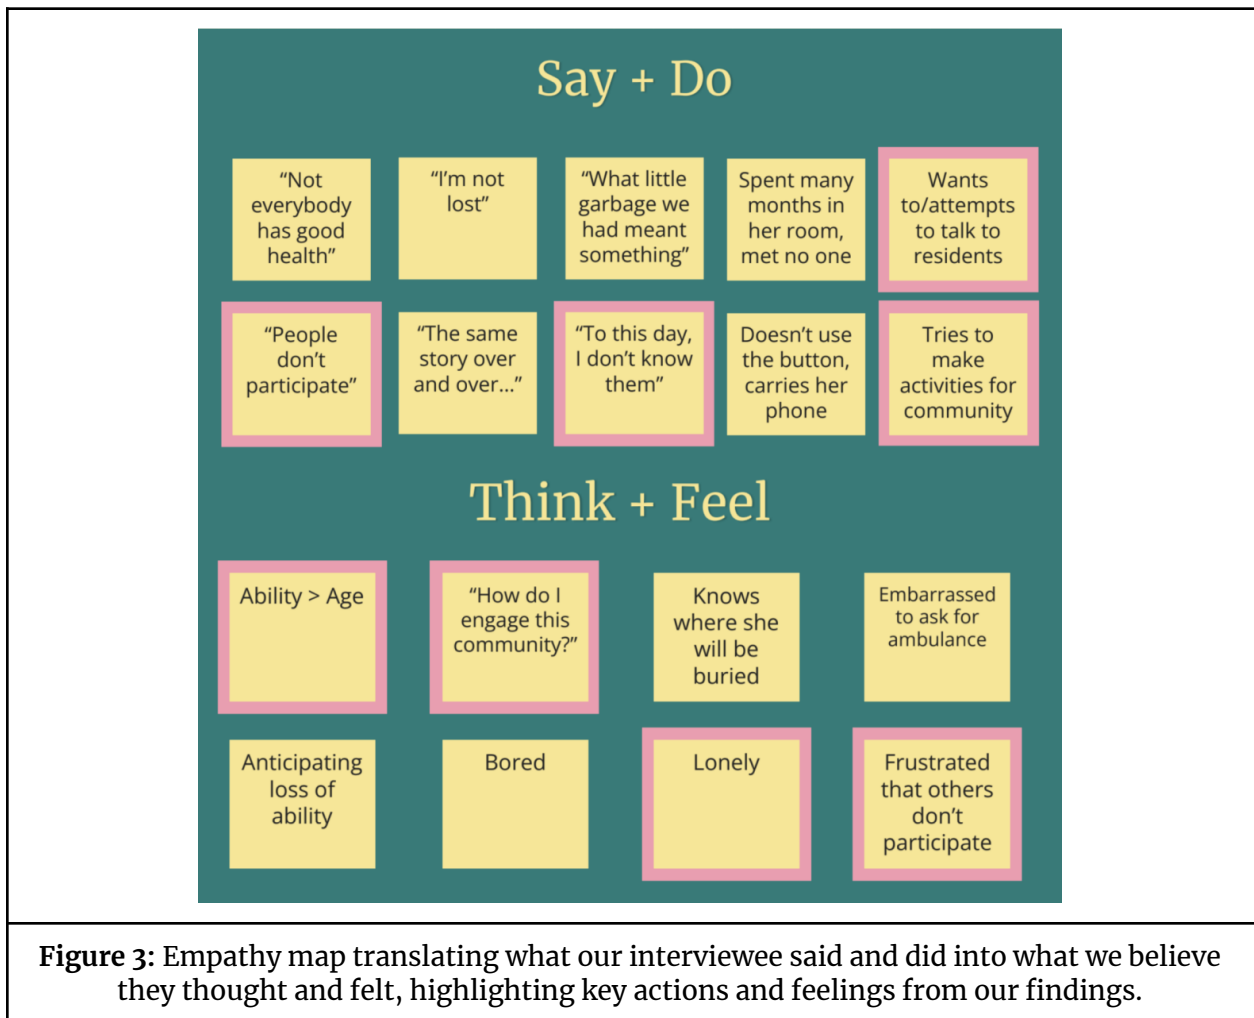 Say + Do
“Not
everybody
has good
health”
“I’m not
lost”
“What little
garbage we
had meant
something”
Spent many
months in
her room,
met no one
Wants
to/attempts
to talk to
residents
“People
don’t
participate”
“The same
story over
and over...”
“To this day,
I don’t know
them”
Doesn’t use
the button,
carries her
phone
Tries to
make
activities for
community
Think + Feel
Ability > Age
“How do I
engage this
community?”
Knows
where she
will be
buried
Embarrassed
to ask for
ambulance
Anticipating
loss of
ability
Bored
Lonely
Frustrated
that others
don’t
participate
Figure 3: Empathy map translating what our interviewee said and did into what we believe
they thought and felt, highlighting key actions and feelings from our findings.